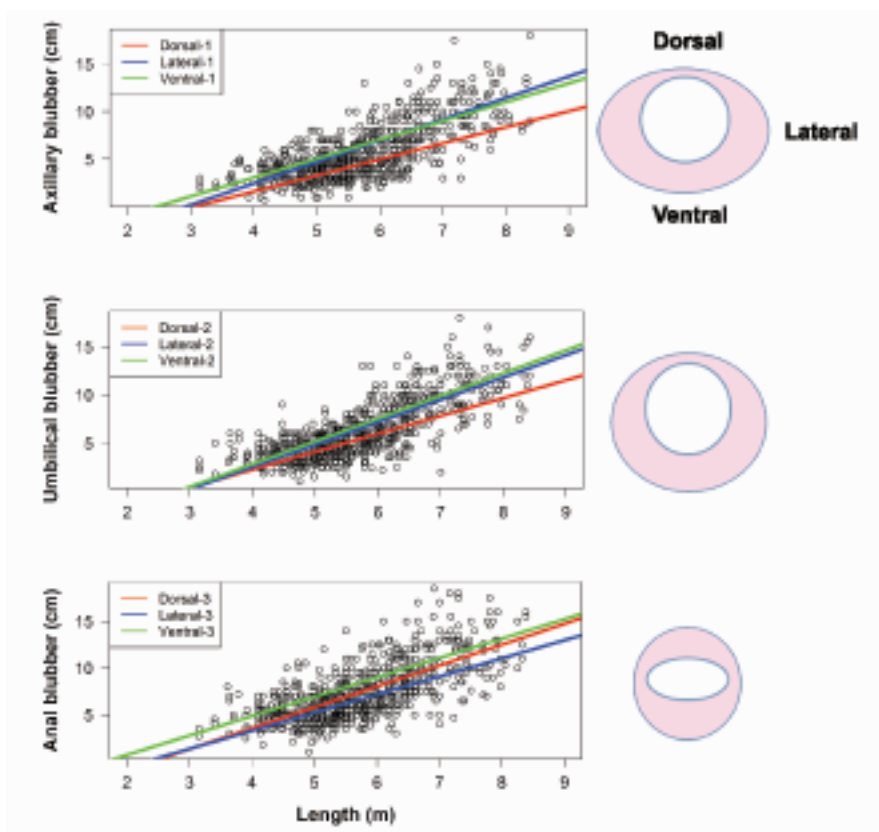 Axillary blubber (cm)
Dorsal-1
Lateral-1
Ventral-1
15
10
5
2 3 4 5 6 7 8 9
Dorsal
Lateral
Ventral
Umbilical blubber (cm)
Dorsal-2
Lateral-2
Ventral-2
15
10
5
2 3 4 5 6 7 8 9
Anal blubber (cm)
Dorsal-3
Lateral-3
Ventral-3
15
10
5
2 3 4 5 6 7 8 9
Length (m)